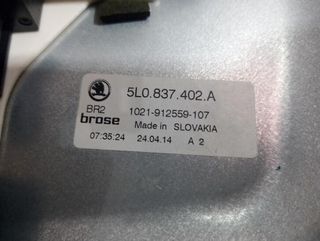 5L0.837.402.A
BR2 1021-912559-107
brose Made in SLOVAKIA
07:35:24 24.04.14 A 2